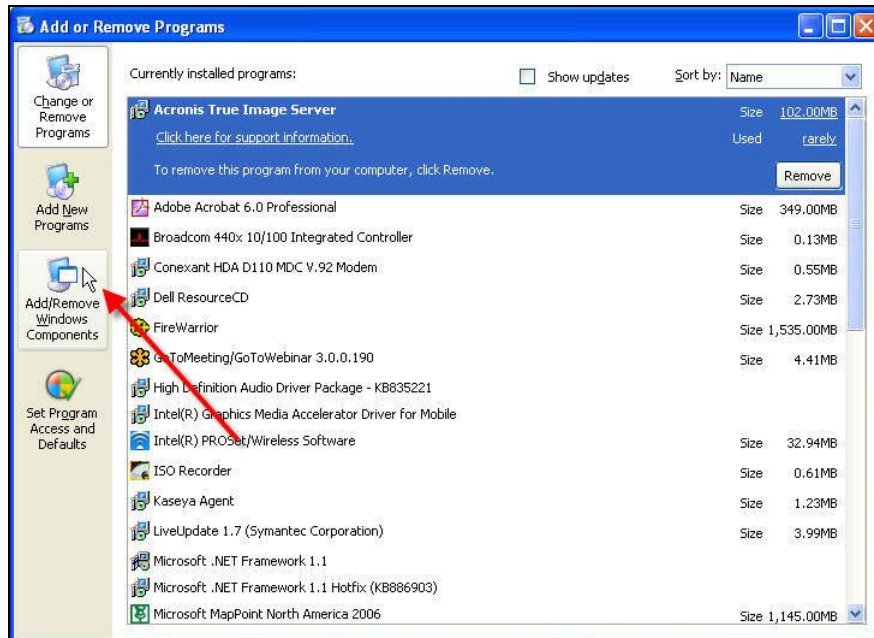 Add or Remove Programs
Change or
Remove
Programs
Add New
Programs
Add/Remove
Windows
Components
Set Program
Access and
Defaults
Currently installed programs: Show updates Sort by: Name
Acronis True Image Server Size 102.00MB
Click here for support information. Used rarely
To remove this program from your computer, click Remove. Remove
Adobe Acrobat 6.0 Professional Size 349.00MB
Broadcom 440x 10/100 Integrated Controller Size 0.13MB
Conexant HDA D110 MDC V.92 Modem Size 0.55MB
Dell ResourceCD Size 2.73MB
FireWarrior Size 1,535.00MB
GoToMeeting/GoToWebinar 3.0.0.190 Size 4.41MB
High Definition Audio Driver Package - KB835221
Intel(R) Graphics Media Accelerator Driver for Mobile
Intel(R) PROSet/Wireless Software Size 32.94MB
ISO Recorder Size 0.61MB
Kaseya Agent Size 1.23MB
LiveUpdate 1.7 (Symantec Corporation) Size 3.99MB
Microsoft .NET Framework 1.1
Microsoft .NET Framework 1.1 Hotfix (KB886903)
Microsoft MapPoint North America 2006 Size 1,145.00MB